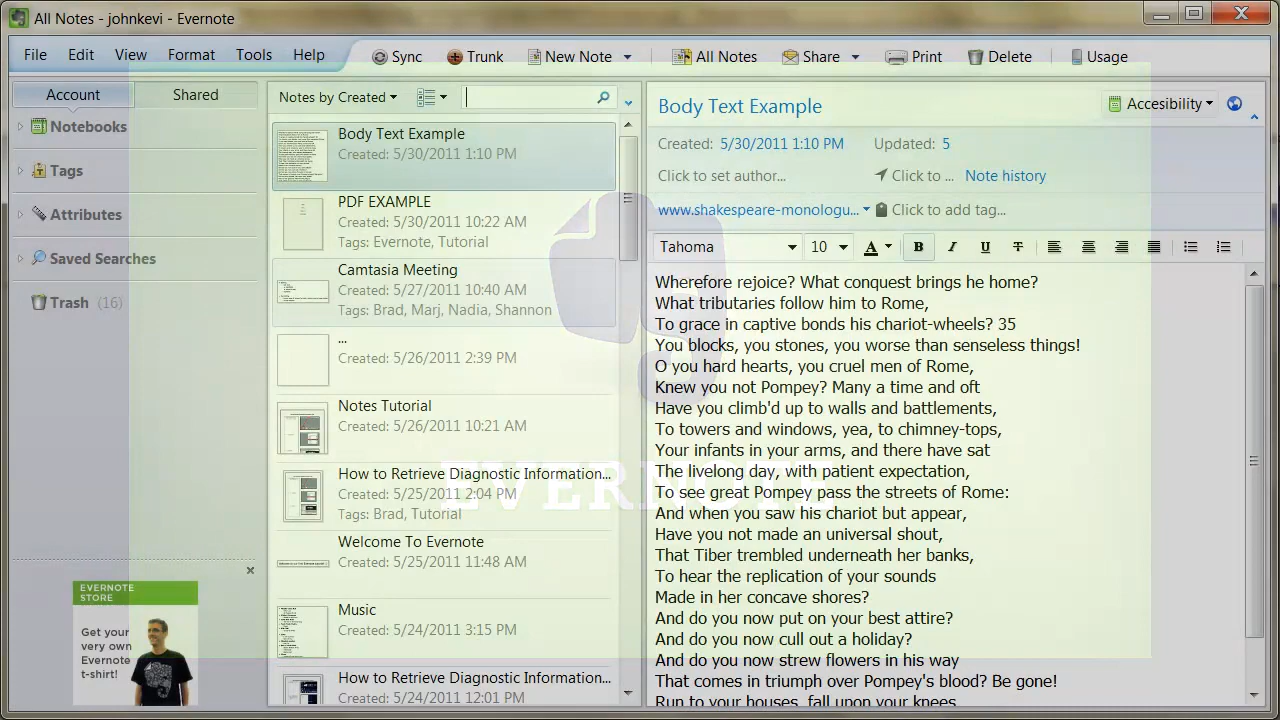 All Notes - johnkevi - Evernote
File Edit View Format Tools Help
Sync Trunk New Note All Notes Share Print Delete Usage
Account Shared
Notebooks
Tags
Attributes
Saved Searches
Trash (16)
EVERNOTE
STORE
Get your
very own
Evernote
t-shirt!
Notes by Created
Body Text Example
Created: 5/30/2011 1:10 PM
PDF EXAMPLE
Created: 5/30/2011 10:22 AM
Tags: Evernote, Tutorial
Camtasia Meeting
Created: 5/27/2011 10:40 AM
Tags: Brad, Marj, Nadia, Shannon
...
Created: 5/26/2011 2:39 PM
Notes Tutorial
Created: 5/26/2011 10:21 AM
How to Retrieve Diagnostic Information...
Created: 5/25/2011 2:04 PM
Tags: Brad, Tutorial
Welcome To Evernote
Created: 5/25/2011 11:48 AM
Music
Created: 5/24/2011 3:15 PM
How to Retrieve Diagnostic Information...
Created: 5/24/2011 12:01 PM
EVERNOTE
Body Text Example
Accesibility
Created: 5/30/2011 1:10 PM Updated: 5
Click to set author... Click to ... Note history
www.shakespeare-monologu... Click to add tag...
Tahoma 10 A B I U T
Wherefore rejoice? What conquest brings he home?
What tributaries follow him to Rome,
To grace in captive bonds his chariot-wheels? 35
You blocks, you stones, you worse than senseless things!
O you hard hearts, you cruel men of Rome,
Knew you not Pompey? Many a time and oft
Have you climb'd up to walls and battlements,
To towers and windows, yea, to chimney-tops,
Your infants in your arms, and there have sat
The livelong day, with patient expectation,
To see great Pompey pass the streets of Rome:
And when you saw his chariot but appear,
Have you not made an universal shout,
That Tiber trembled underneath her banks,
To hear the replication of your sounds
Made in her concave shores?
And do you now put on your best attire?
And do you now cull out a holiday?
And do you now strew flowers in his way
That comes in triumph over Pompey's blood? Be gone!
Run to your houses, fall upon your knees